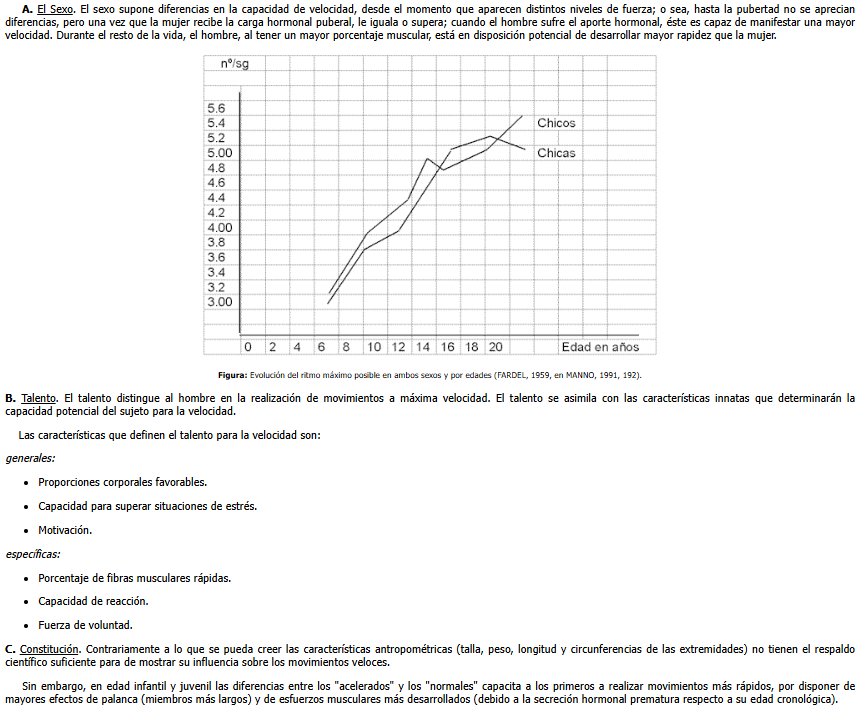 A. El Sexo. El sexo supone diferencias en la capacidad de velocidad, desde el momento que aparecen distintos niveles de fuerza; o sea, hasta la pubertad no se aprecian
diferencias, pero una vez que la mujer recibe la carga hormonal puberal, le iguala o supera; cuando el hombre sufre el aporte hormonal, éste es capaz de manifestar una mayor
velocidad. Durante el resto de la vida, el hombre, al tener un mayor porcentaje muscular, está en disposición potencial de desarrollar mayor rapidez que la mujer.
nº/sg
5.6
5.4
Chicos
5.2
5.00
Chicas
4.8
4.6
4.4
4.2
4.00
3.8
3.6
3.4
3.2
3.00
0 2 4 6 8 10 12 14 16 18 20 Edad en años
Figura: Evolución del ritmo máximo posible en ambos sexos y por edades (FARDEL, 1959, en MANNO, 1991, 192).
B. Talento. El talento distingue al hombre en la realización de movimientos a máxima velocidad. El talento se asimila con las características innatas que determinarán la
capacidad potencial del sujeto para la velocidad.
Las características que definen el talento para la velocidad son:
generales:
• Proporciones corporales favorables.
• Capacidad para superar situaciones de estrés.
• Motivación.
específicas:
• Porcentaje de fibras musculares rápidas.
• Capacidad de reacción.
• Fuerza de voluntad.
C. Constitución. Contrariamente a lo que se pueda creer las características antropométricas (talla, peso, longitud y circunferencias de las extremidades) no tienen el respaldo
científico suficiente para de mostrar su influencia sobre los movimientos veloces.
Sin embargo, en edad infantil y juvenil las diferencias entre los "acelerados" y los "normales" capacita a los primeros a realizar movimientos más rápidos, por disponer de
mayores efectos de palanca (miembros más largos) y de esfuerzos musculares más desarrollados (debido a la secreción hormonal prematura respecto a su edad cronológica).